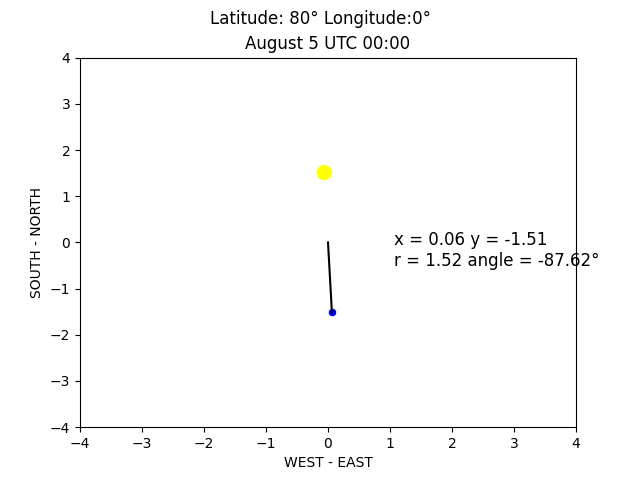 Latitude: 80° Longitude:0°
August 5 UTC 00:00
4
3
2
1
0
−1
−2
−3
−4
SOUTH - NORTH
x = 0.06 y = -1.51
r = 1.52 angle = -87.62°
−4 −3 −2 −1 0 1 2 3 4
WEST - EAST